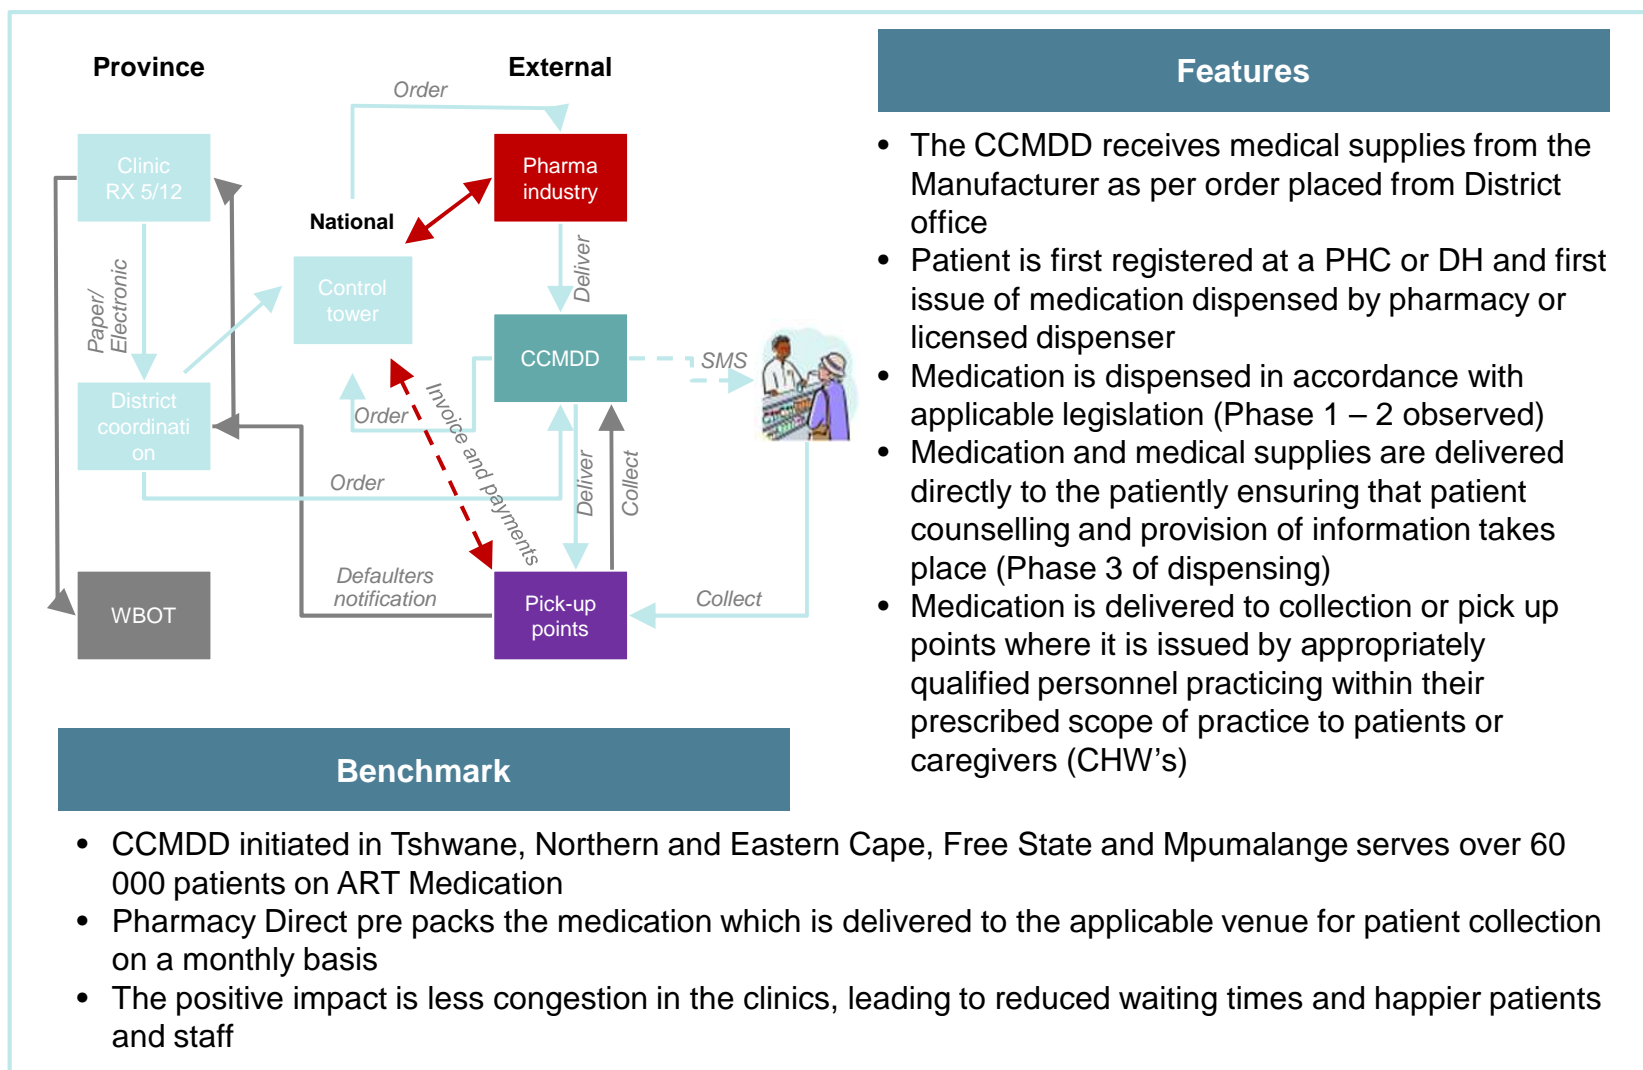 Province
External
Order
Clinic
RX 5/12
Pharma
industry
National
Paper/
Electronic
Deliver
Control
tower
CCMDD
SMS
District
coordinati
on
Order
Invoice and payments
Order
Deliver
Collect
Defaulters
notification
WBOT
Pick-up
points
Collect
Features
• The CCMDD receives medical supplies from the
Manufacturer as per order placed from District
office
• Patient is first registered at a PHC or DH and first
issue of medication dispensed by pharmacy or
licensed dispenser
• Medication is dispensed in accordance with
applicable legislation (Phase 1 – 2 observed)
• Medication and medical supplies are delivered
directly to the patiently ensuring that patient
counselling and provision of information takes
place (Phase 3 of dispensing)
• Medication is delivered to collection or pick up
points where it is issued by appropriately
qualified personnel practicing within their
prescribed scope of practice to patients or
caregivers (CHW’s)
Benchmark
• CCMDD initiated in Tshwane, Northern and Eastern Cape, Free State and Mpumalange serves over 60
000 patients on ART Medication
• Pharmacy Direct pre packs the medication which is delivered to the applicable venue for patient collection
on a monthly basis
• The positive impact is less congestion in the clinics, leading to reduced waiting times and happier patients
and staff